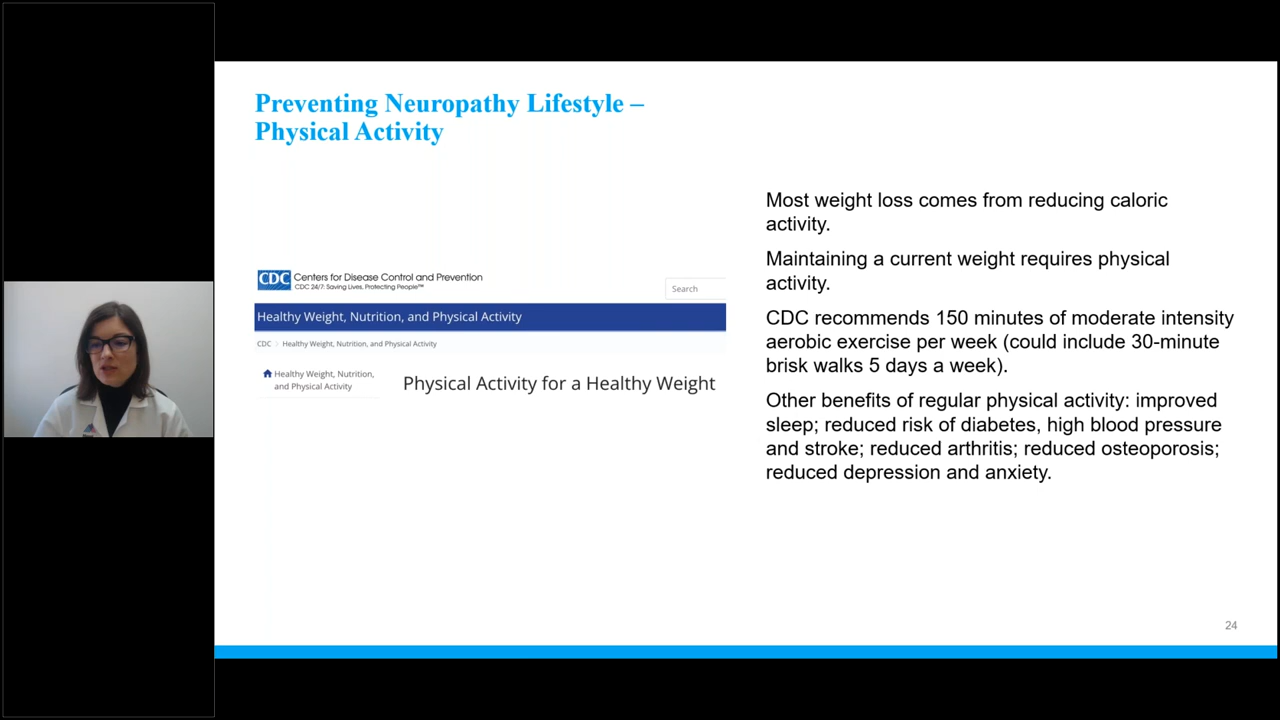 Preventing Neuropathy Lifestyle –
Physical Activity
CDC Centers for Disease Control and Prevention
CDC 24/7: Saving Lives, Protecting People™
Search
Healthy Weight, Nutrition, and Physical Activity
CDC > Healthy Weight, Nutrition, and Physical Activity
Healthy Weight, Nutrition,
and Physical Activity
Physical Activity for a Healthy Weight
Most weight loss comes from reducing caloric
activity.
Maintaining a current weight requires physical
activity.
CDC recommends 150 minutes of moderate intensity
aerobic exercise per week (could include 30-minute
brisk walks 5 days a week).
Other benefits of regular physical activity: improved
sleep; reduced risk of diabetes, high blood pressure
and stroke; reduced arthritis; reduced osteoporosis;
reduced depression and anxiety.
24